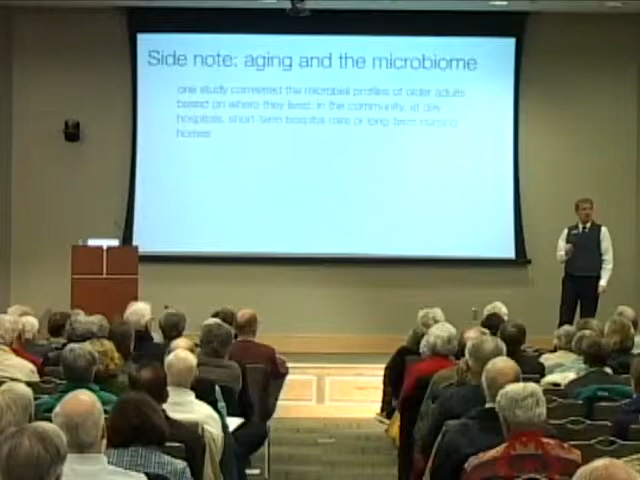 Side note: aging and the microbiome
one study correlated the microbial profiles of older adults
based on where they lived: in the community, at day
hospitals, short-term hospital care or long-term nursing
homes